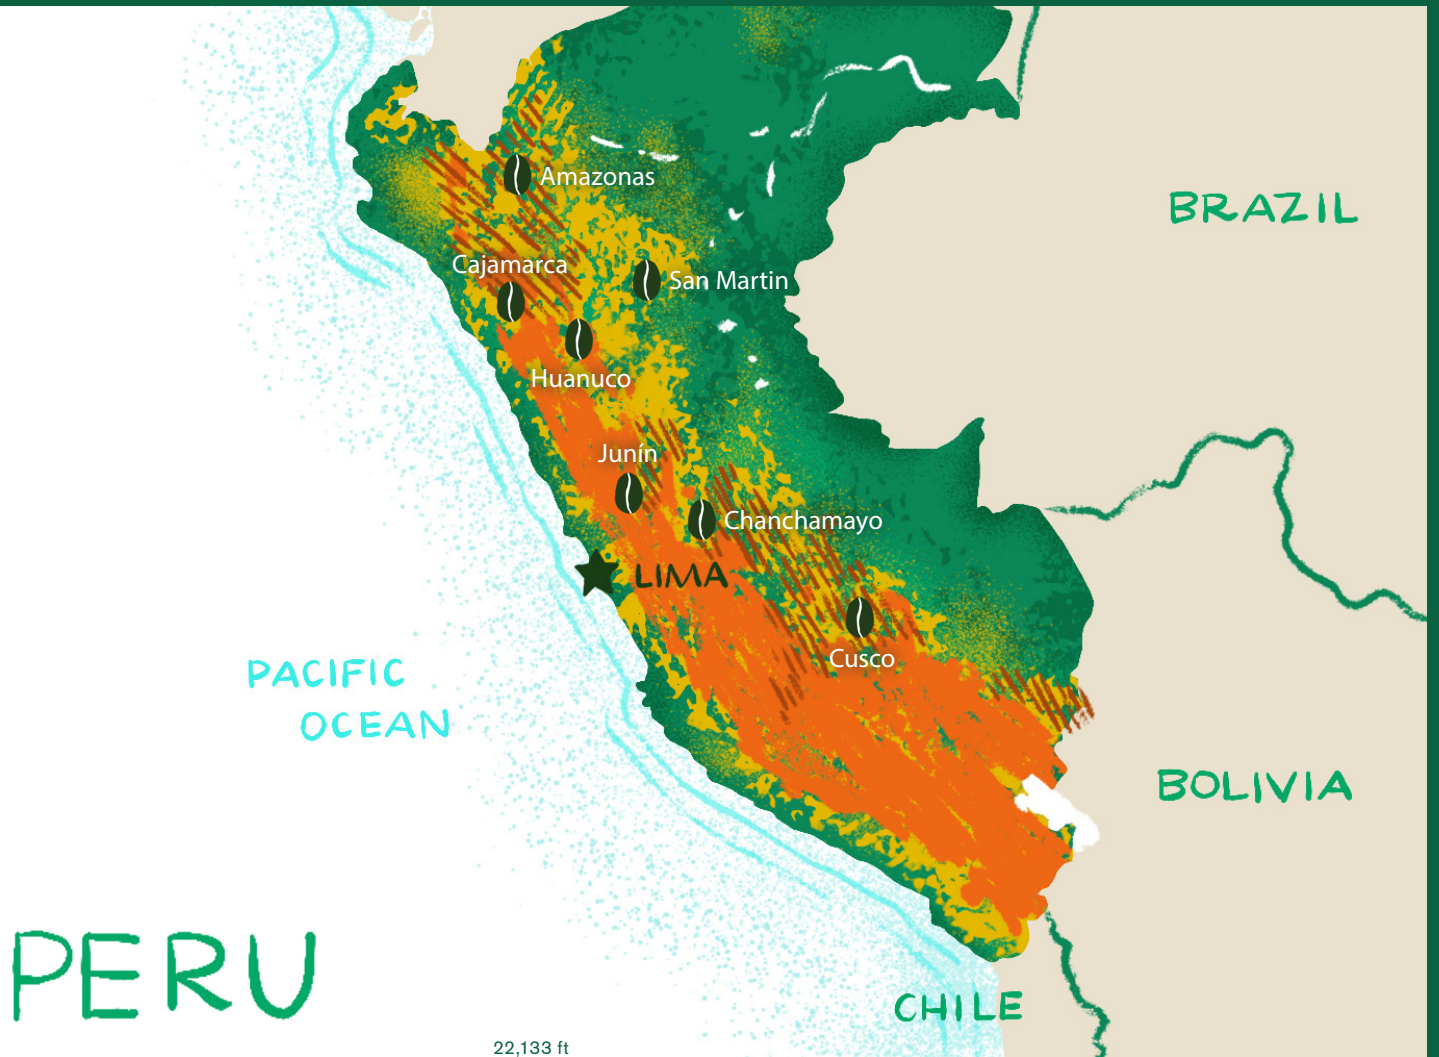 Amazonas
BRAZIL
Cajamarca
San Martin
Huanuco
Junín
Chanchamayo
LIMA
Cusco
PACIFIC
OCEAN
BOLIVIA
PERU
CHILE
22,133 ft